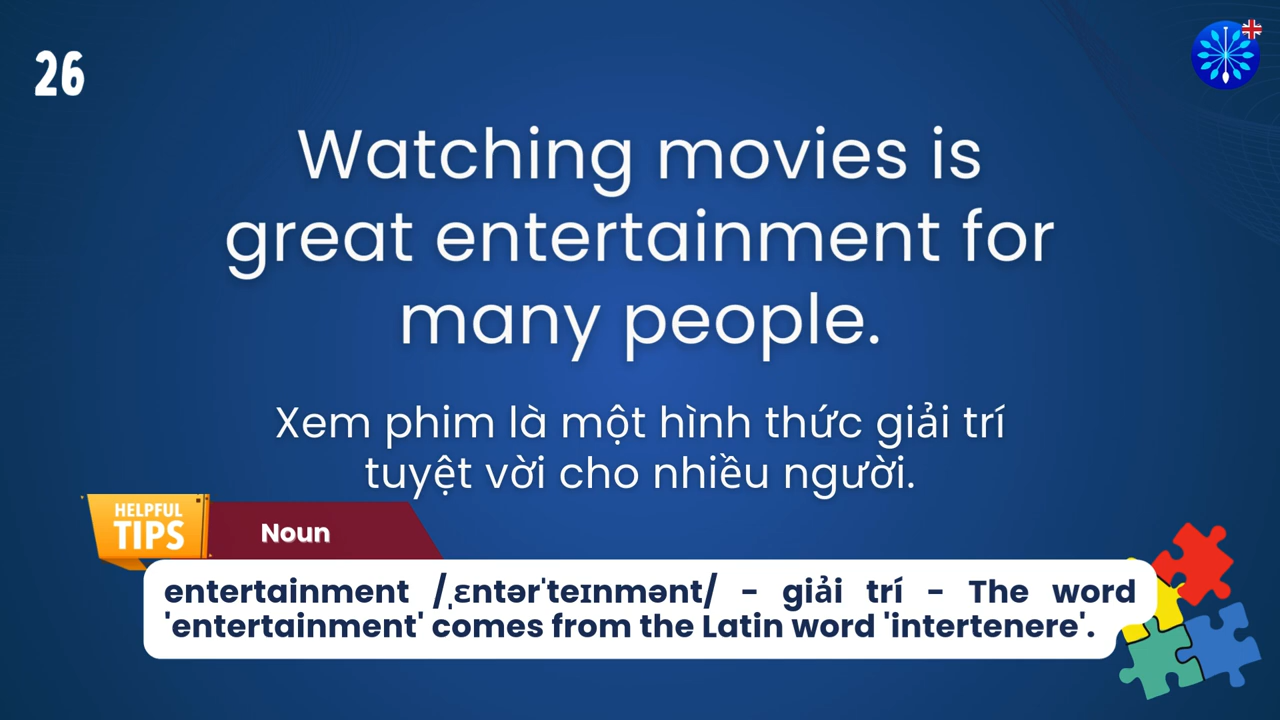 26
Watching movies is
great entertainment for
many people.
Xem phim là một hình thức giải trí
tuyệt vời cho nhiều người.
HELPFUL
TIPS
Noun
entertainment /ˌɛntərˈteɪnmənt/ - giải trí - The word
'entertainment' comes from the Latin word 'intertenere'.